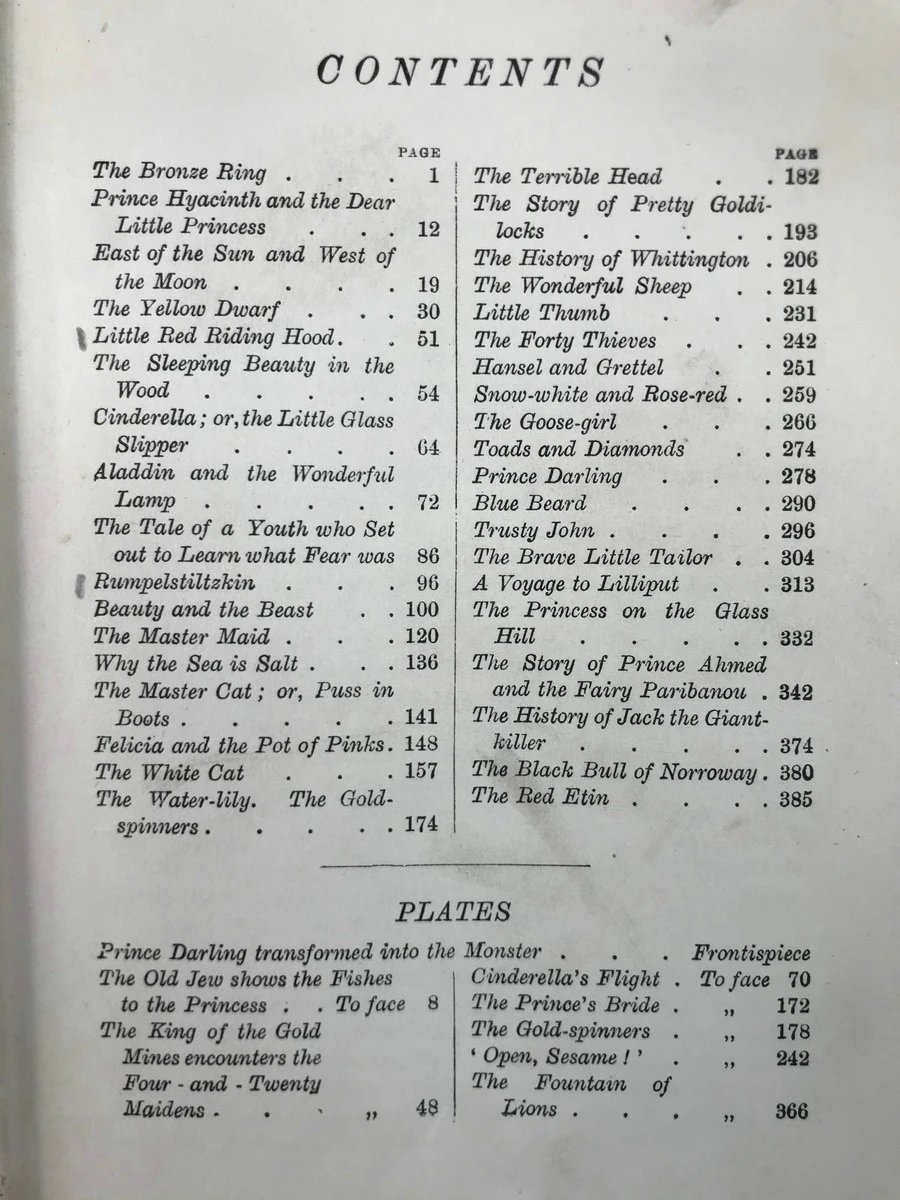 CONTENTS
PAGE
The Bronze Ring . . . 1
Prince Hyacinth and the Dear
Little Princess . . . 12
East of the Sun and West of
the Moon . . . . 19
The Yellow Dwarf . . . 30
Little Red Riding Hood . . 51
The Sleeping Beauty in the
Wood . . . . . 54
Cinderella; or, the Little Glass
Slipper . . . . 64
Aladdin and the Wonderful
Lamp . . . . . 72
The Tale of a Youth who Set
out to Learn what Fear was 86
Rumpelstiltzkin . . . 96
Beauty and the Beast . . 100
The Master Maid . . . 120
Why the Sea is Salt . . . 136
The Master Cat; or, Puss in
Boots . . . . . 141
Felicia and the Pot of Pinks . 148
The White Cat . . . 157
The Water-lily. The Gold-
spinners . . . . . 174
PAGE
The Terrible Head . . 182
The Story of Pretty Goldi-
locks . . . . . 193
The History of Whittington . 206
The Wonderful Sheep . . 214
Little Thumb . . . 231
The Forty Thieves . . . 242
Hansel and Grettel . . 251
Snow-white and Rose-red . . 259
The Goose-girl . . . 266
Toads and Diamonds . . 274
Prince Darling . . . 278
Blue Beard . . . . 290
Trusty John . . . . 296
The Brave Little Tailor . . 304
A Voyage to Lilliput . . 313
The Princess on the Glass
Hill . . . . . 332
The Story of Prince Ahmed
and the Fairy Paribanou . 342
The History of Jack the Giant-
killer . . . . . 374
The Black Bull of Norroway . 380
The Red Etin . . . . 385
PLATES
Prince Darling transformed into the Monster . . . Frontispiece
The Old Jew shows the Fishes
to the Princess . . To face 8
The King of the Gold
Mines encounters the
Four-and-Twenty
Maidens . . . „ 48
Cinderella's Flight . To face 70
The Prince's Bride . „ 172
The Gold-spinners . „ 178
'Open, Sesame!' . „ 242
The Fountain of
Lions . . . „ 366